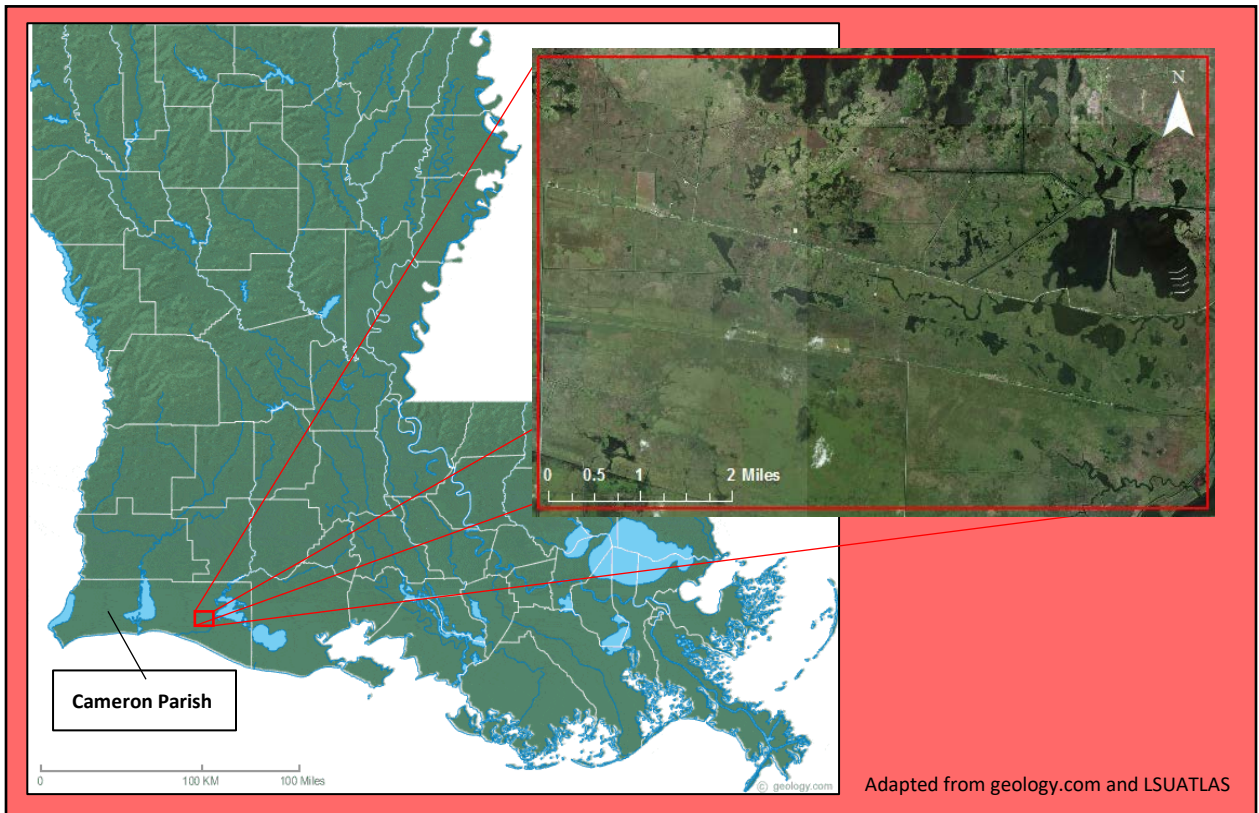 N
0 0.5 1 2 Miles
Cameron Parish
0 100 KM 100 Miles
© geology.com
Adapted from geology.com and LSUATLAS